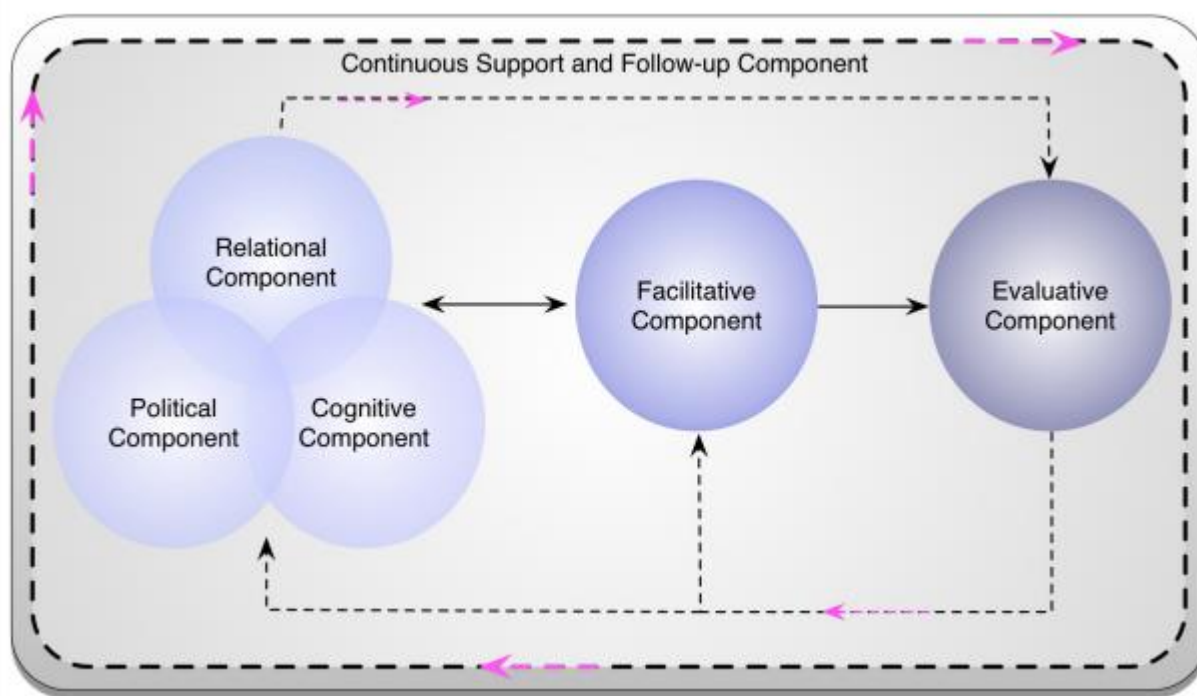 Continuous Support and Follow-up Component
Relational
Component
Political
Component
Cognitive
Component
Facilitative
Component
Evaluative
Component